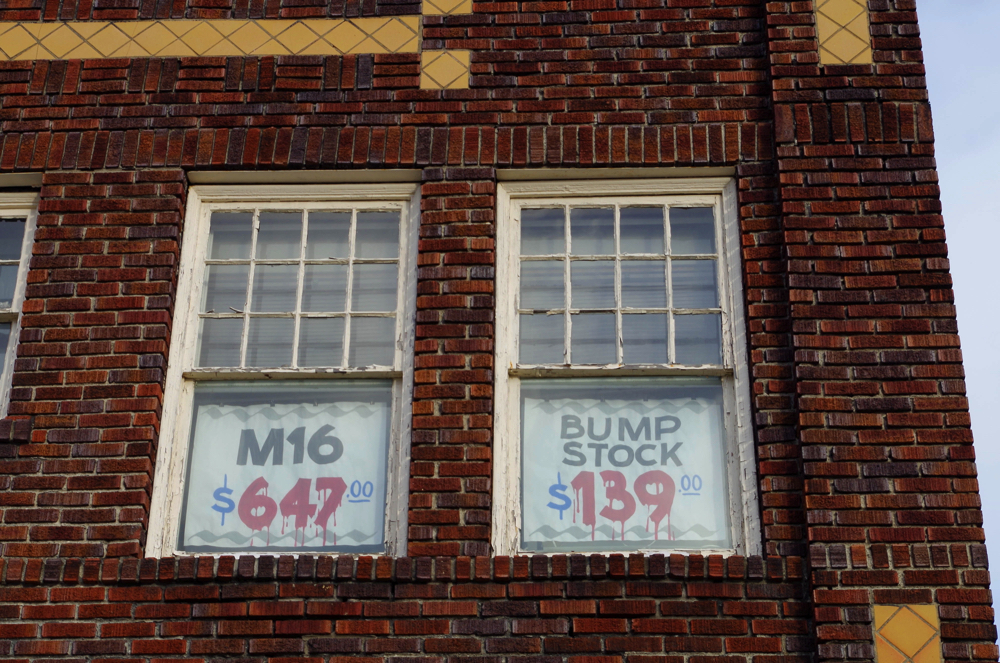 M16
$647.00
BUMP
STOCK
$139.00